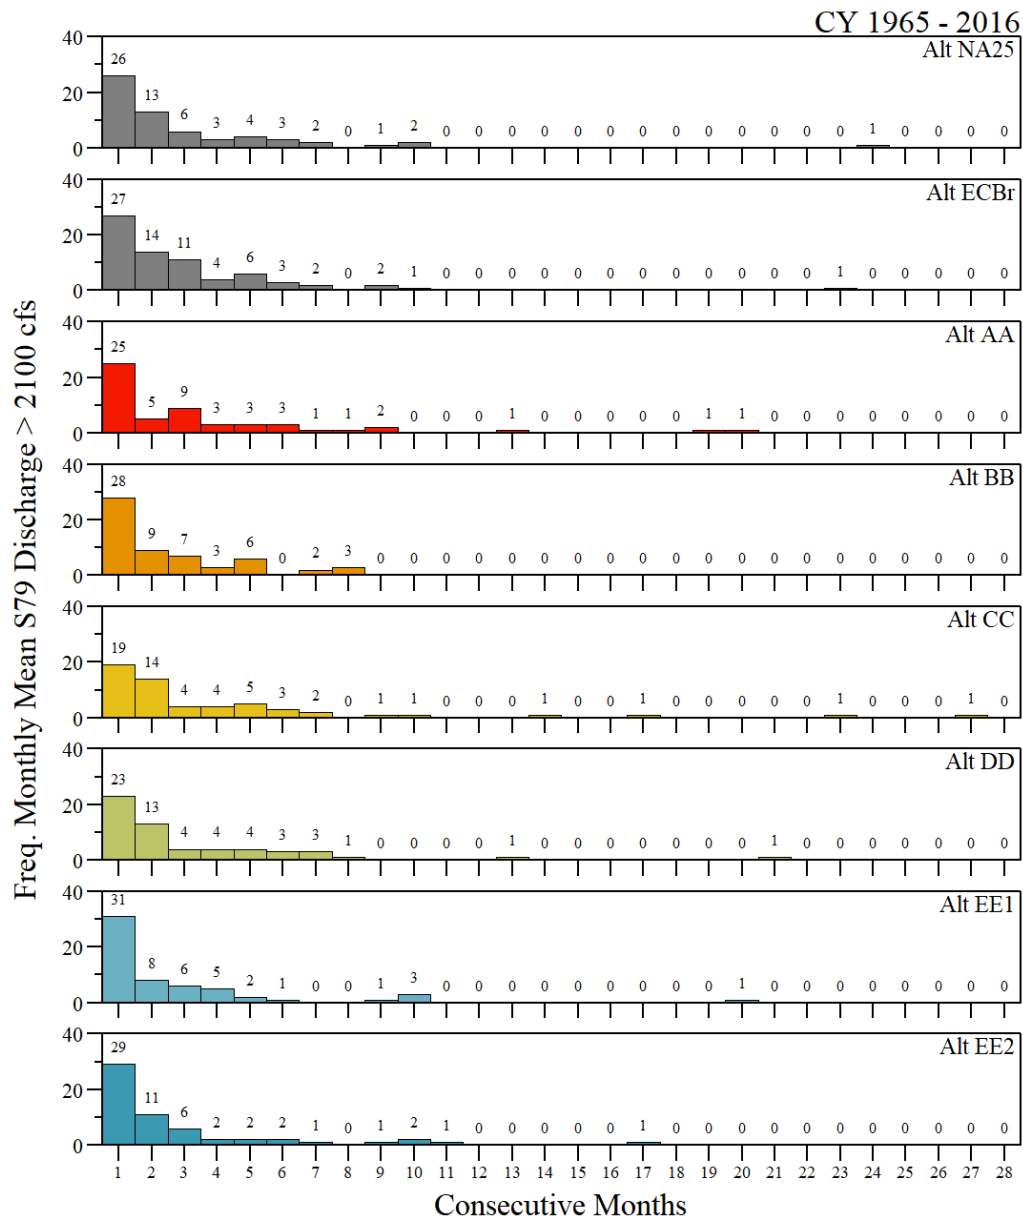 CY 1965 - 2016
Freq. Monthly Mean S79 Discharge > 2100 cfs
Alt NA25
40
20
0
26 13 6 3 4 3 2 0 1 2 0 0 0 0 0 0 0 0 0 0 0 0 0 1 0 0 0 0
Alt ECBr
40
20
0
27 14 11 4 6 3 2 0 2 1 0 0 0 0 0 0 0 0 0 0 0 0 1 0 0 0 0 0
Alt AA
40
20
0
25 5 9 3 3 3 1 1 2 0 0 0 1 0 0 0 0 0 1 1 0 0 0 0 0 0 0 0
Alt BB
40
20
0
28 9 7 3 6 0 2 3 0 0 0 0 0 0 0 0 0 0 0 0 0 0 0 0 0 0 0 0
Alt CC
40
20
0
19 14 4 4 5 3 2 0 1 1 0 0 0 1 0 0 1 0 0 0 0 0 1 0 0 0 1 0
Alt DD
40
20
0
23 13 4 4 4 3 3 1 0 0 0 0 1 0 0 0 0 0 0 0 1 0 0 0 0 0 0 0
Alt EE1
40
20
0
31 8 6 5 2 1 0 0 1 3 0 0 0 0 0 0 0 0 0 1 0 0 0 0 0 0 0 0
Alt EE2
40
20
0
29 11 6 2 2 2 1 0 1 2 1 0 0 0 0 0 1 0 0 0 0 0 0 0 0 0 0 0
1 2 3 4 5 6 7 8 9 10 11 12 13 14 15 16 17 18 19 20 21 22 23 24 25 26 27 28
Consecutive Months